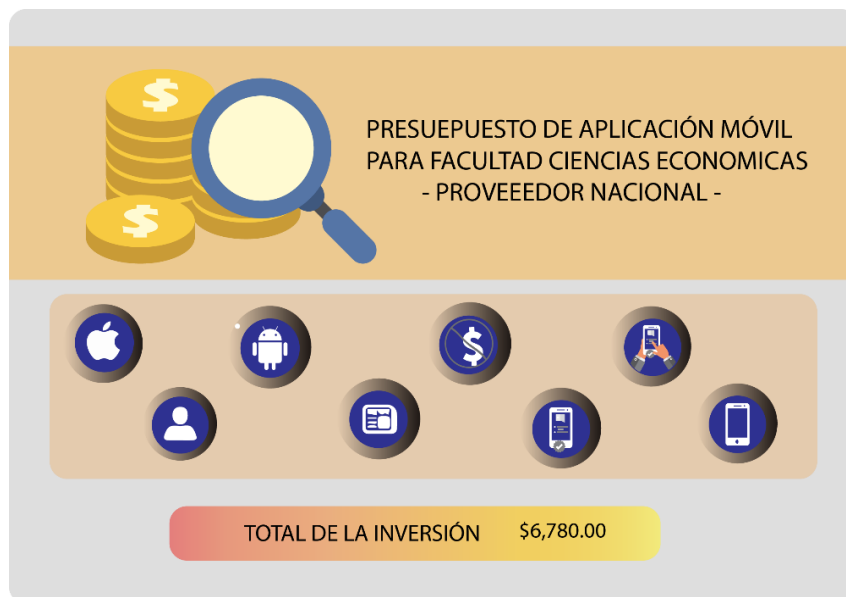 PRESUEPUESTO DE APLICACIÓN MÓVIL
PARA FACULTAD CIENCIAS ECONOMICAS
- PROVEEEDOR NACIONAL -
TOTAL DE LA INVERSIÓN $6,780.00